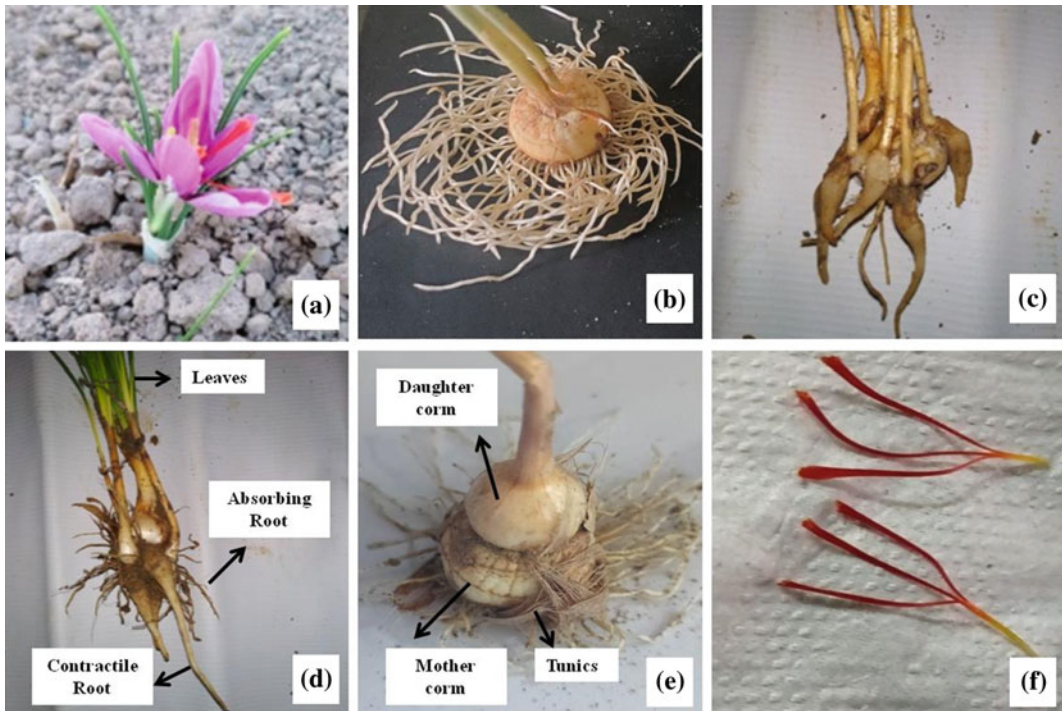 (a)
(b)
(c)
Leaves
Absorbing
Root
Contractile
Root
(d)
Daughter
corm
Mother
corm
Tunics
(e)
(f)